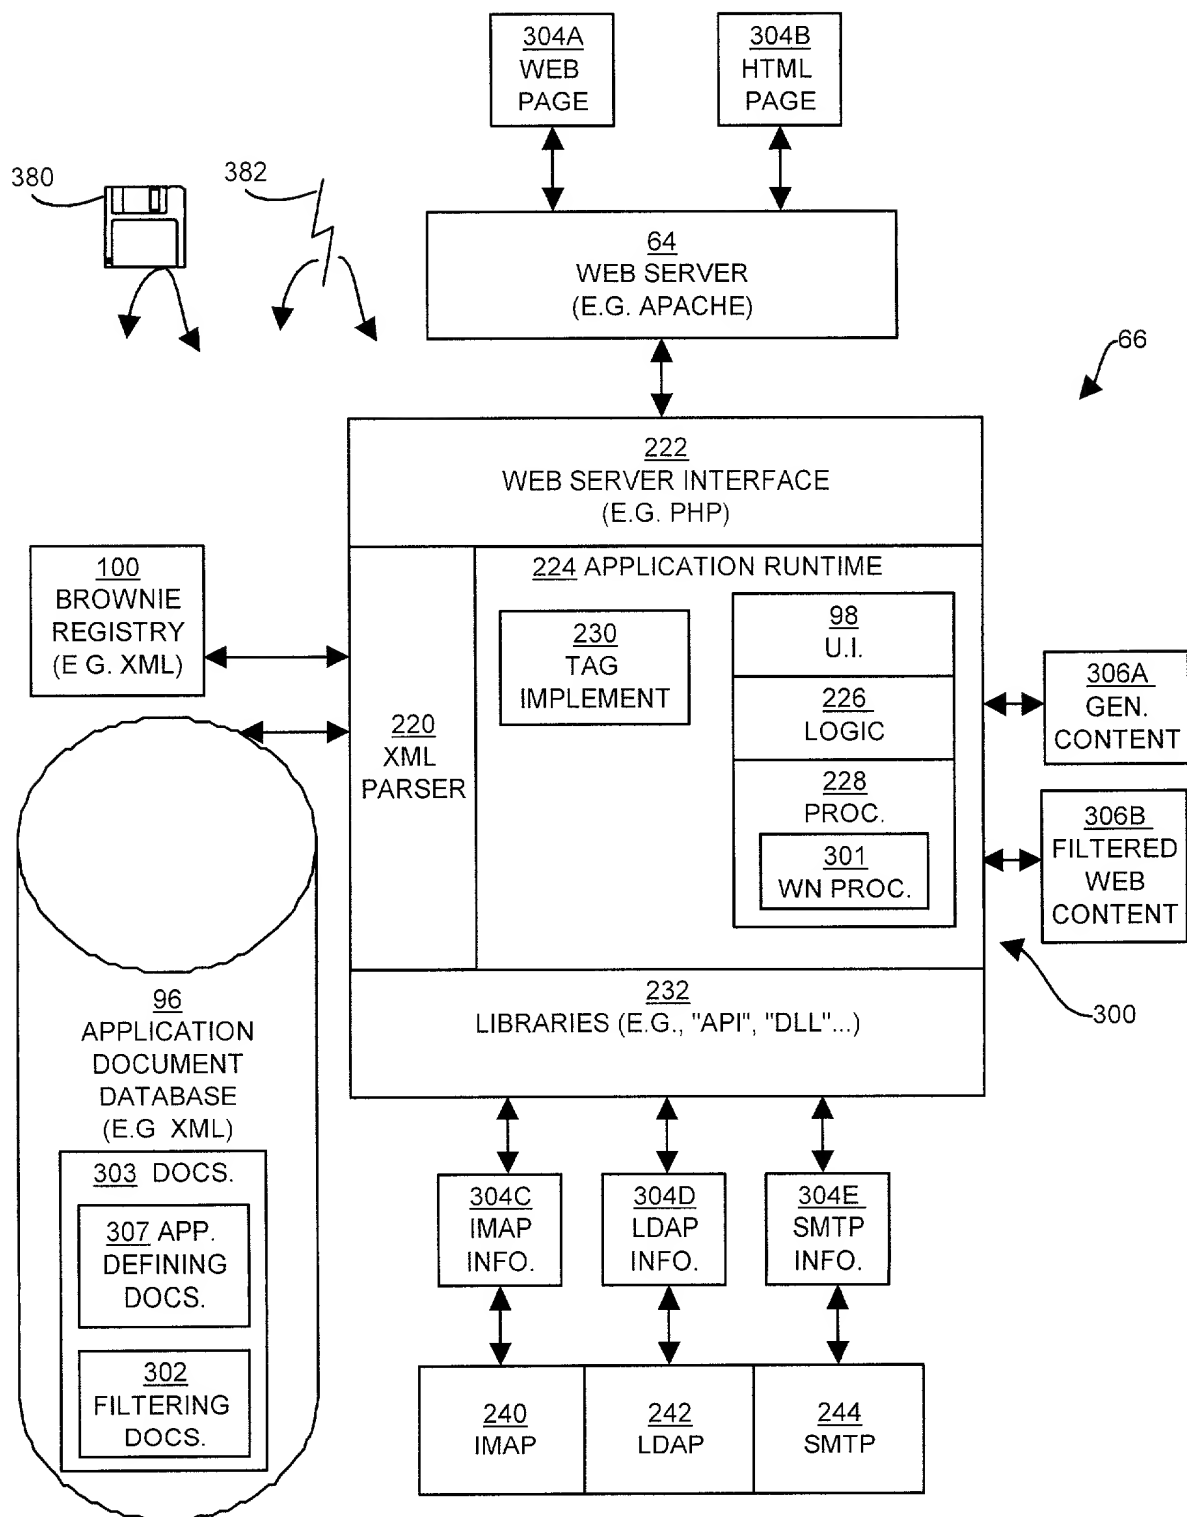 304A
WEB
PAGE
304B
HTML
PAGE
380
382
64
WEB SERVER
(E.G. APACHE)
66
222
WEB SERVER INTERFACE
(E.G. PHP)
100
BROWNIE
REGISTRY
(E G. XML)
224 APPLICATION RUNTIME
230
TAG
IMPLEMENT
98
U.I.
226
LOGIC
228
PROC.
301
WN PROC.
220
XML
PARSER
306A
GEN.
CONTENT
306B
FILTERED
WEB
CONTENT
300
232
LIBRARIES (E.G., "API", "DLL"...)
96
APPLICATION
DOCUMENT
DATABASE
(E.G XML)
303 DOCS.
307 APP.
DEFINING
DOCS.
302
FILTERING
DOCS.
304C
IMAP
INFO.
304D
LDAP
INFO.
304E
SMTP
INFO.
240
IMAP
242
LDAP
244
SMTP